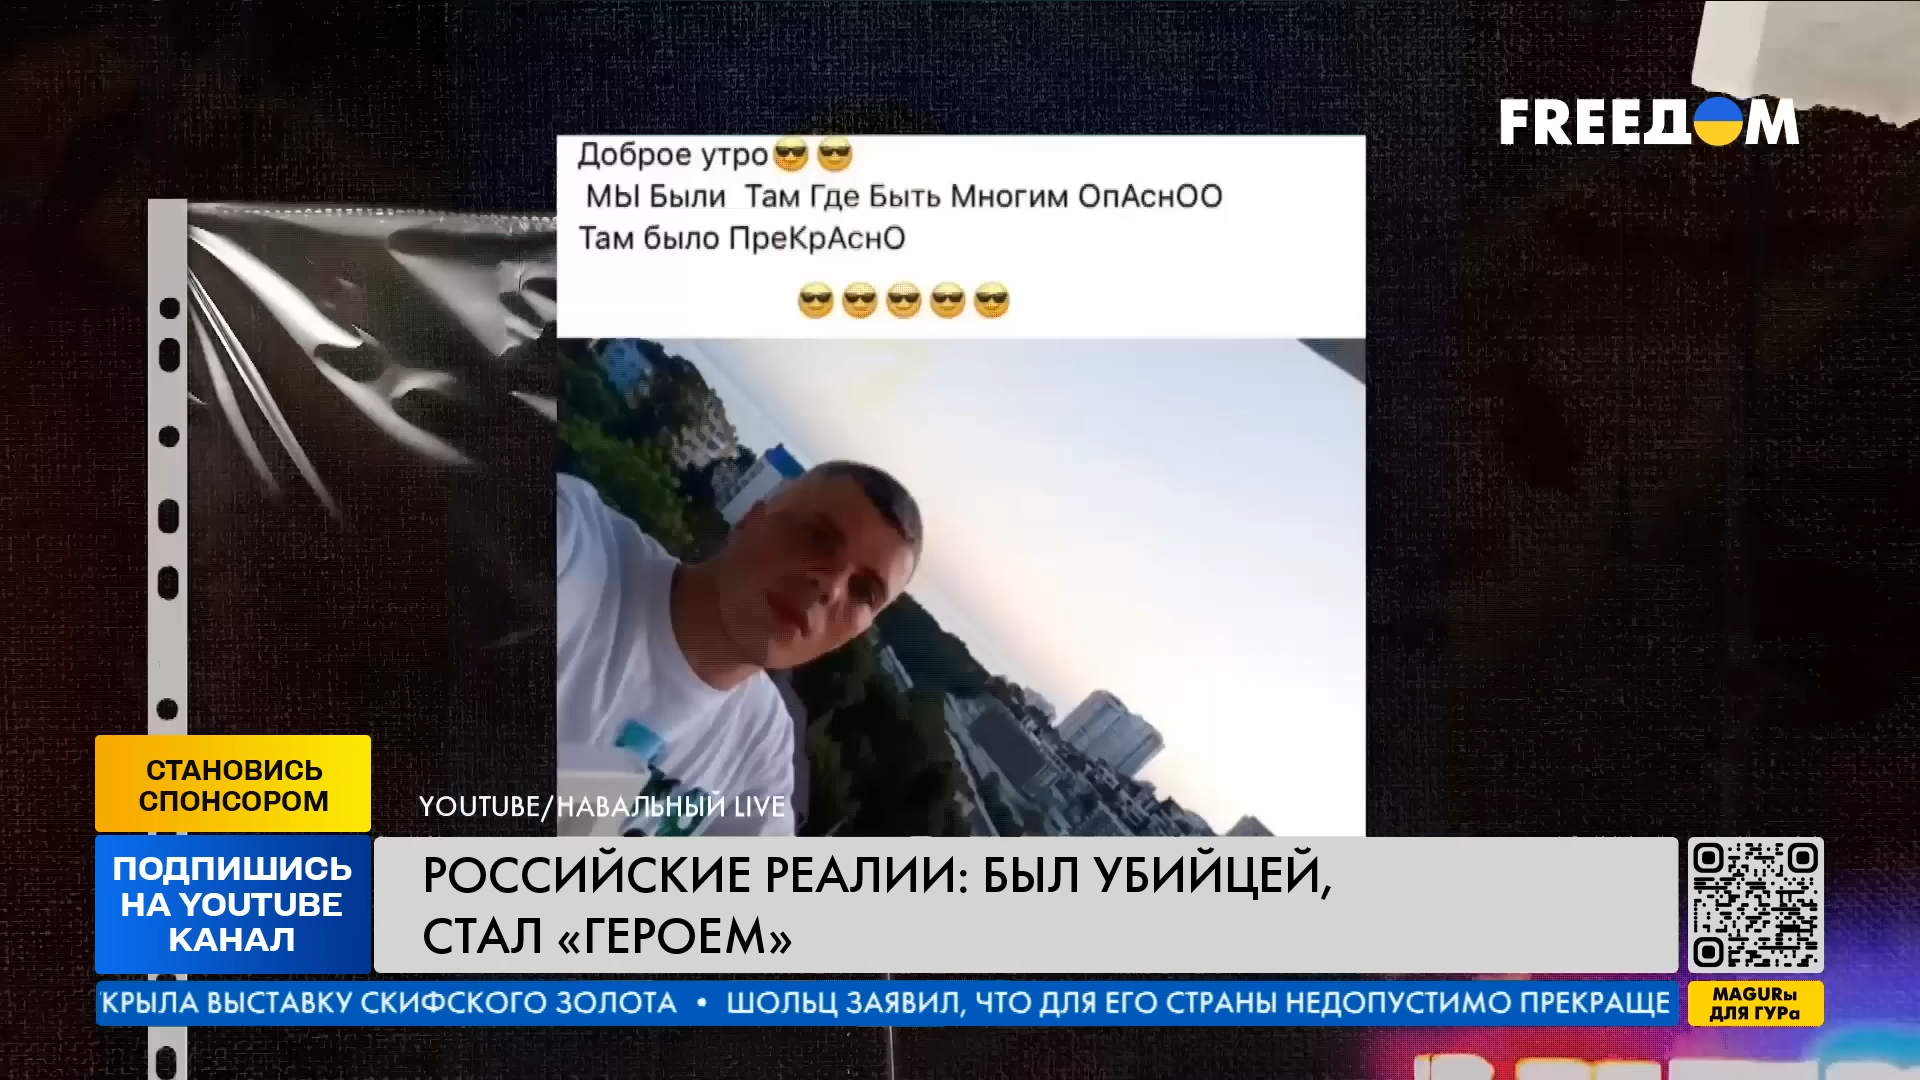 FREEДOM
Доброе утро😎😎
МЫ Были Там Где Быть Многим ОпАснОО
Там было ПреКрАснО
😎😎😎😎😎
СТАНОВИСЬ
СПОНСОРОМ
YOUTUBE/НАВАЛЬНЫЙ LIVE
ПОДПИШИСЬ
НА YOUTUBE
КАНАЛ
РОССИЙСКИЕ РЕАЛИИ: БЫЛ УБИЙЦЕЙ,
СТАЛ «ГЕРОЕМ»
КРЫЛА ВЫСТАВКУ СКИФСКОГО ЗОЛОТА • ШОЛЬЦ ЗАЯВИЛ, ЧТО ДЛЯ ЕГО СТРАНЫ НЕДОПУСТИМО ПРЕКРАЩЕ
MAGURы
ДЛЯ ГУРа